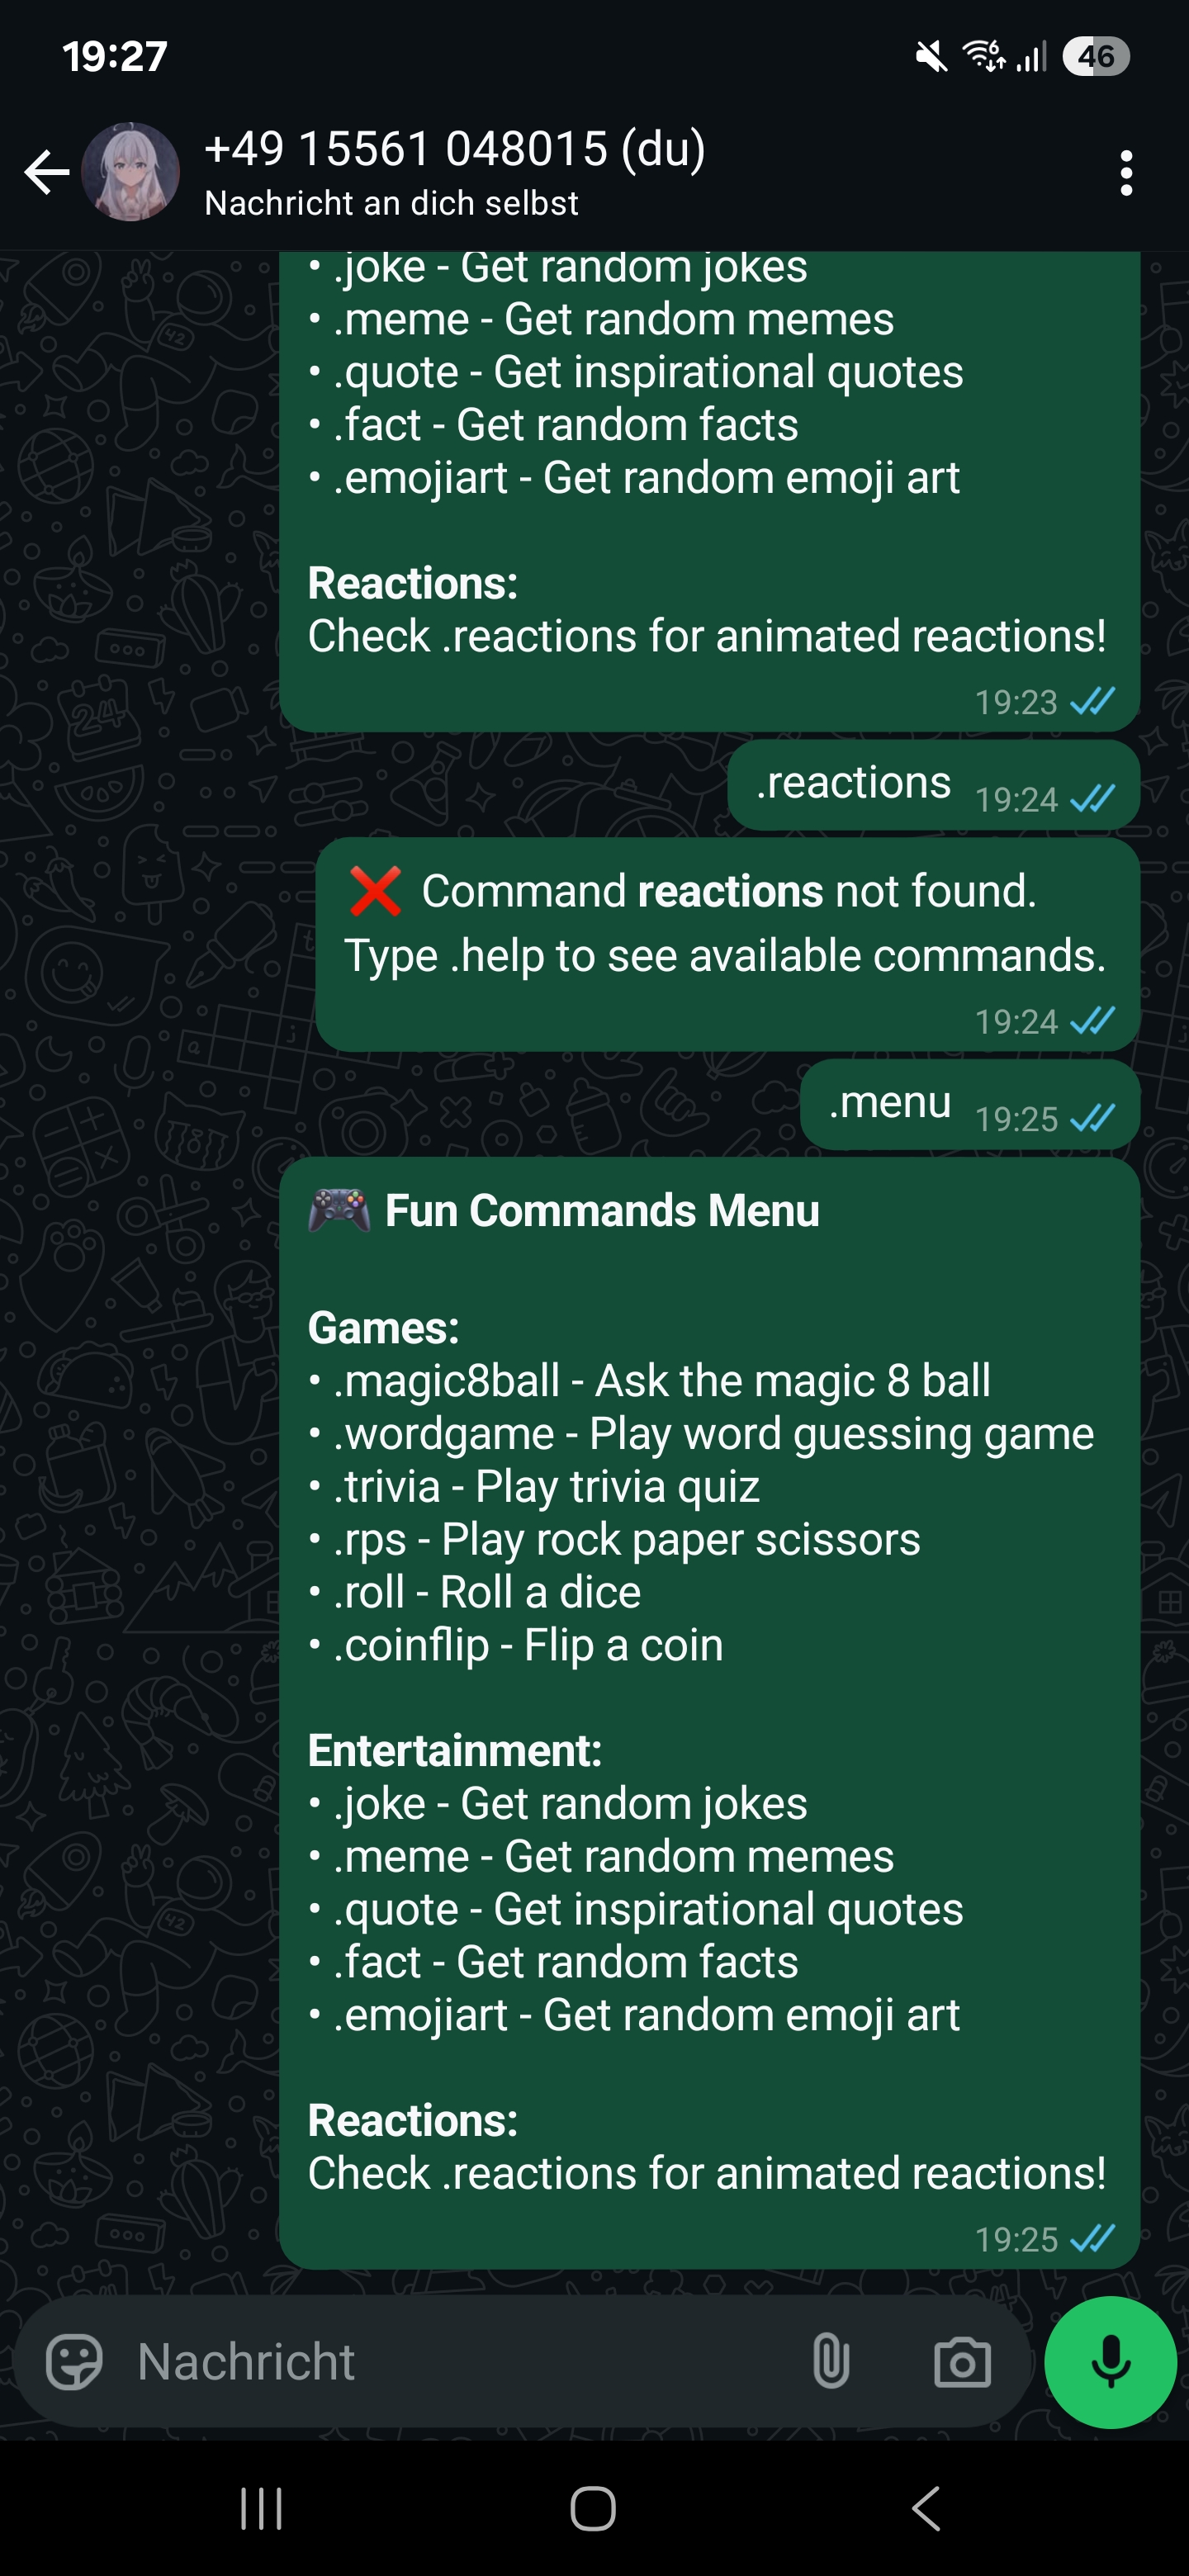 19:27
6
46
+49 15561 048015 (du)
Nachricht an dich selbst
• .joke - Get random jokes
• .meme - Get random memes
• .quote - Get inspirational quotes
• .fact - Get random facts
• .emojiart - Get random emoji art
Reactions:
Check .reactions for animated reactions!
19:23
.reactions 19:24
❌ Command reactions not found.
Type .help to see available commands.
19:24
.menu 19:25
🎮 Fun Commands Menu
Games:
• .magic8ball - Ask the magic 8 ball
• .wordgame - Play word guessing game
• .trivia - Play trivia quiz
• .rps - Play rock paper scissors
• .roll - Roll a dice
• .coinflip - Flip a coin
Entertainment:
• .joke - Get random jokes
• .meme - Get random memes
• .quote - Get inspirational quotes
• .fact - Get random facts
• .emojiart - Get random emoji art
Reactions:
Check .reactions for animated reactions!
19:25
Nachricht